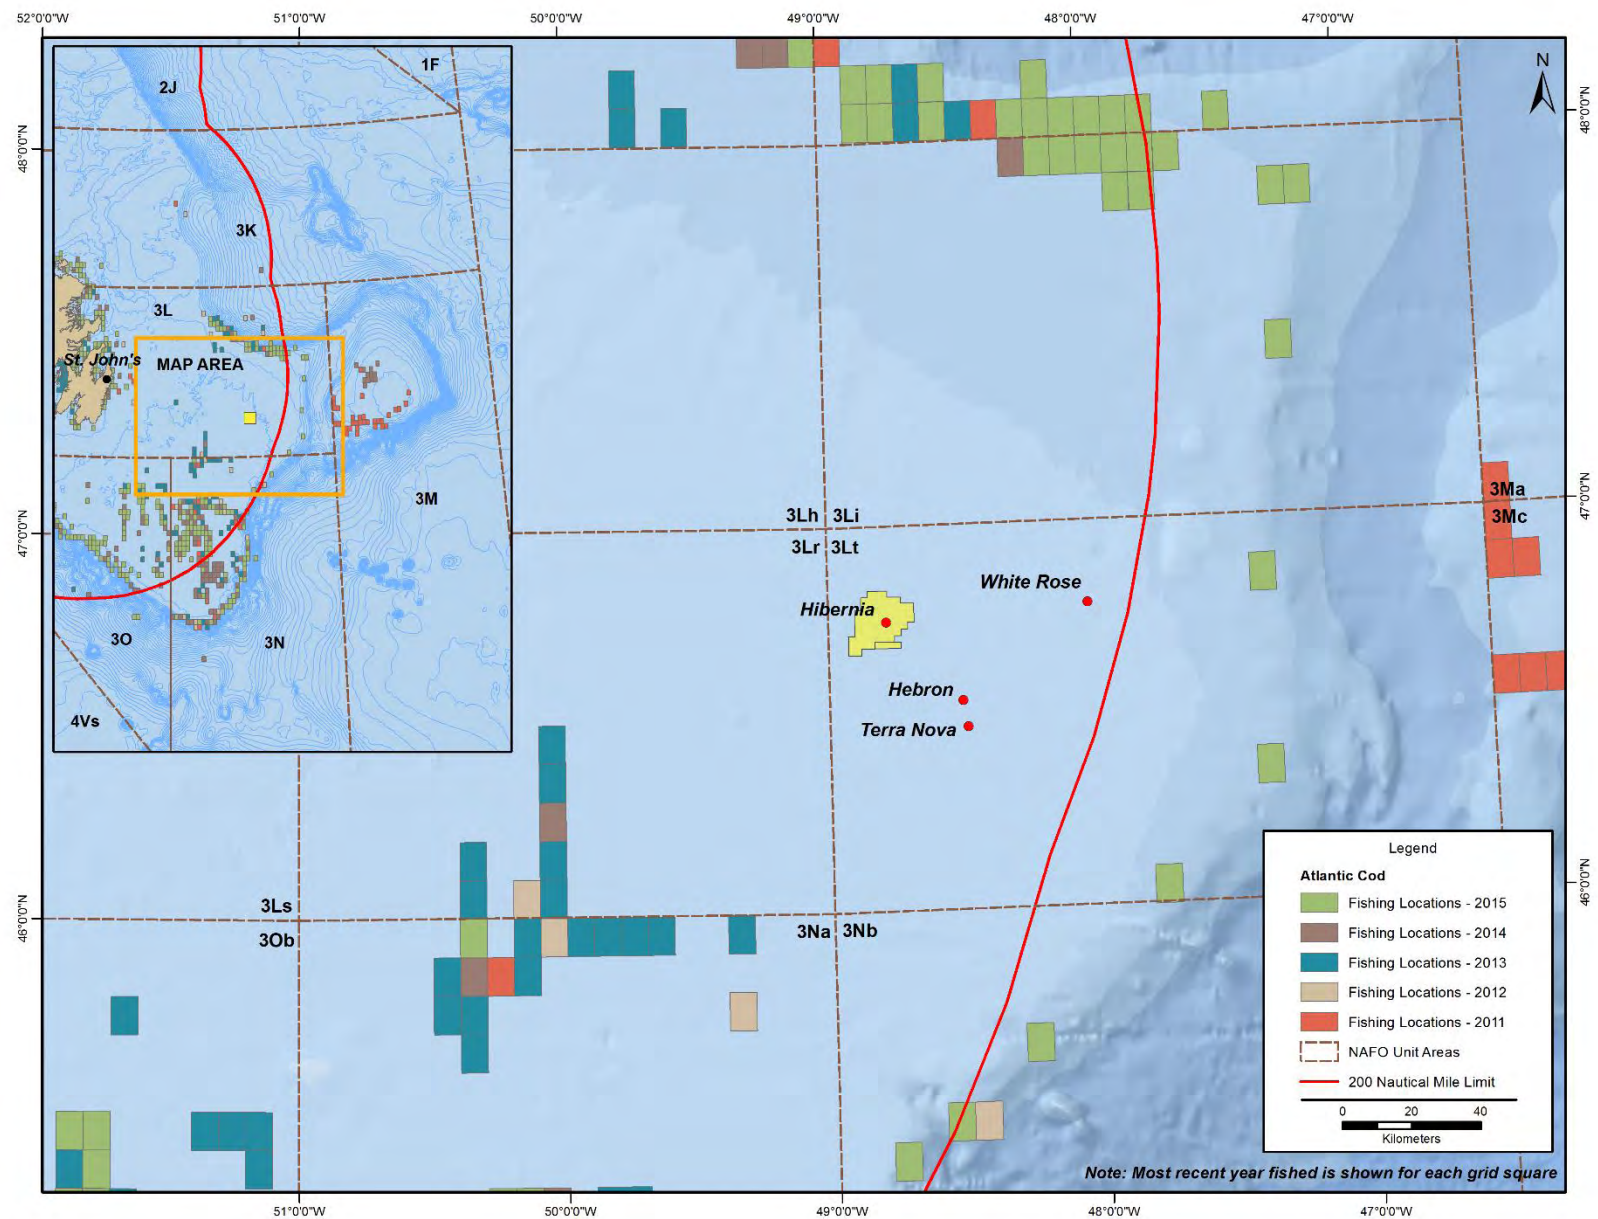 52°0'0"W 51°0'0"W 50°0'0"W 49°0'0"W 48°0'0"W 47°0'0"W
N
1F
2J
48°0'0"N
48°0'0"N
3K
3L
St. John's
MAP AREA
3M
3O
3N
4Vs
47°0'0"N
47°0'0"N
3Lh 3Li
3Lr 3Lt
3Ma
3Mc
White Rose
Hibernia
Hebron
Terra Nova
46°0'0"N
46°0'0"N
3Ls
3Ob
3Na 3Nb
Legend
Atlantic Cod
Fishing Locations - 2015
Fishing Locations - 2014
Fishing Locations - 2013
Fishing Locations - 2012
Fishing Locations - 2011
NAFO Unit Areas
200 Nautical Mile Limit
0 20 40
Kilometers
Note: Most recent year fished is shown for each grid square
51°0'0"W 50°0'0"W 49°0'0"W 48°0'0"W 47°0'0"W